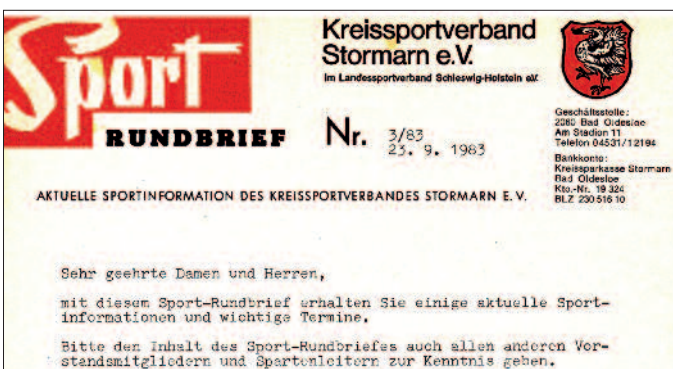 Sport
RUNDBRIEF
Kreissportverband
Stormarn e.V.
Im Landessportverband Schleswig-Holstein e.V.
Nr. 3/83
23. 9. 1983
Geschäftsstelle:
2060 Bad Oldesloe
Am Stadion 11
Telefon 04531/12194
Bankkonto:
Kreissparkasse Stormarn
Bad Oldesloe
Kto.-Nr. 19 324
BLZ 230 516 10
AKTUELLE SPORTINFORMATION DES KREISSPORTVERBANDES STORMARN E. V.
Sehr geehrte Damen und Herren,
mit diesem Sport-Rundbrief erhalten Sie einige aktuelle Sport-
informationen und wichtige Termine.
Bitte den Inhalt des Sport-Rundbriefes auch allen anderen Vor-
standsmitgliedern und Spartenleitern zur Kenntnis geben.